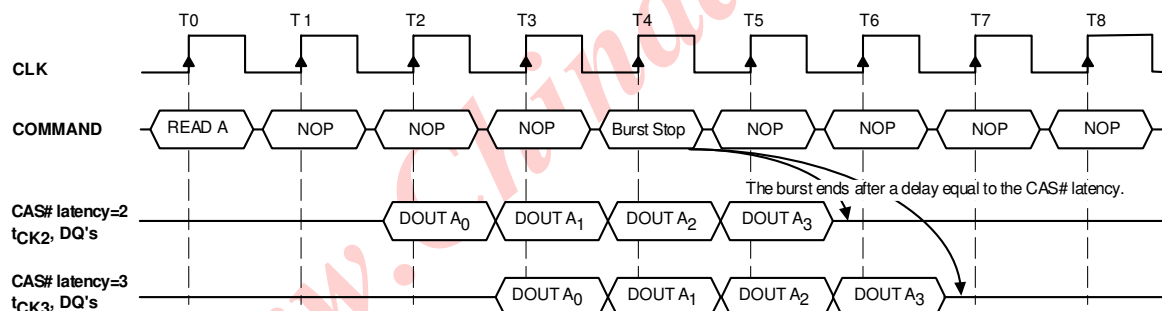 T0 T1 T2 T3 T4 T5 T6 T7 T8
CLK
COMMAND READ A NOP NOP NOP Burst Stop NOP NOP NOP NOP
The burst ends after a delay equal to the CAS# latency.
CAS# latency=2
tCK2, DQ's DOUT A0 DOUT A1 DOUT A2 DOUT A3
CAS# latency=3
tCK3, DQ's DOUT A0 DOUT A1 DOUT A2 DOUT A3
w.China